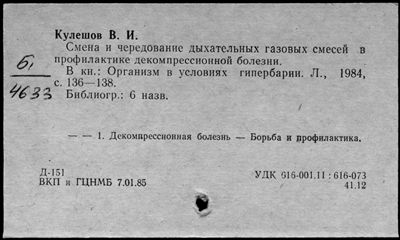 Кулешов В. И.
Смена и чередование дыхательных газовых смесей в
профилактике декомпрессионной болезни.
В кн.: Организм в условиях гипербарии. Л., 1984,
с. 136—138.
Библиогр.: 6 назв.
Б1
4633
— — 1. Декомпрессионная болезнь — Борьба и профилактика.
Д-151
ВКП и ГЦНМБ 7.01.85
УДК 616-001.11 : 616-073
41.12